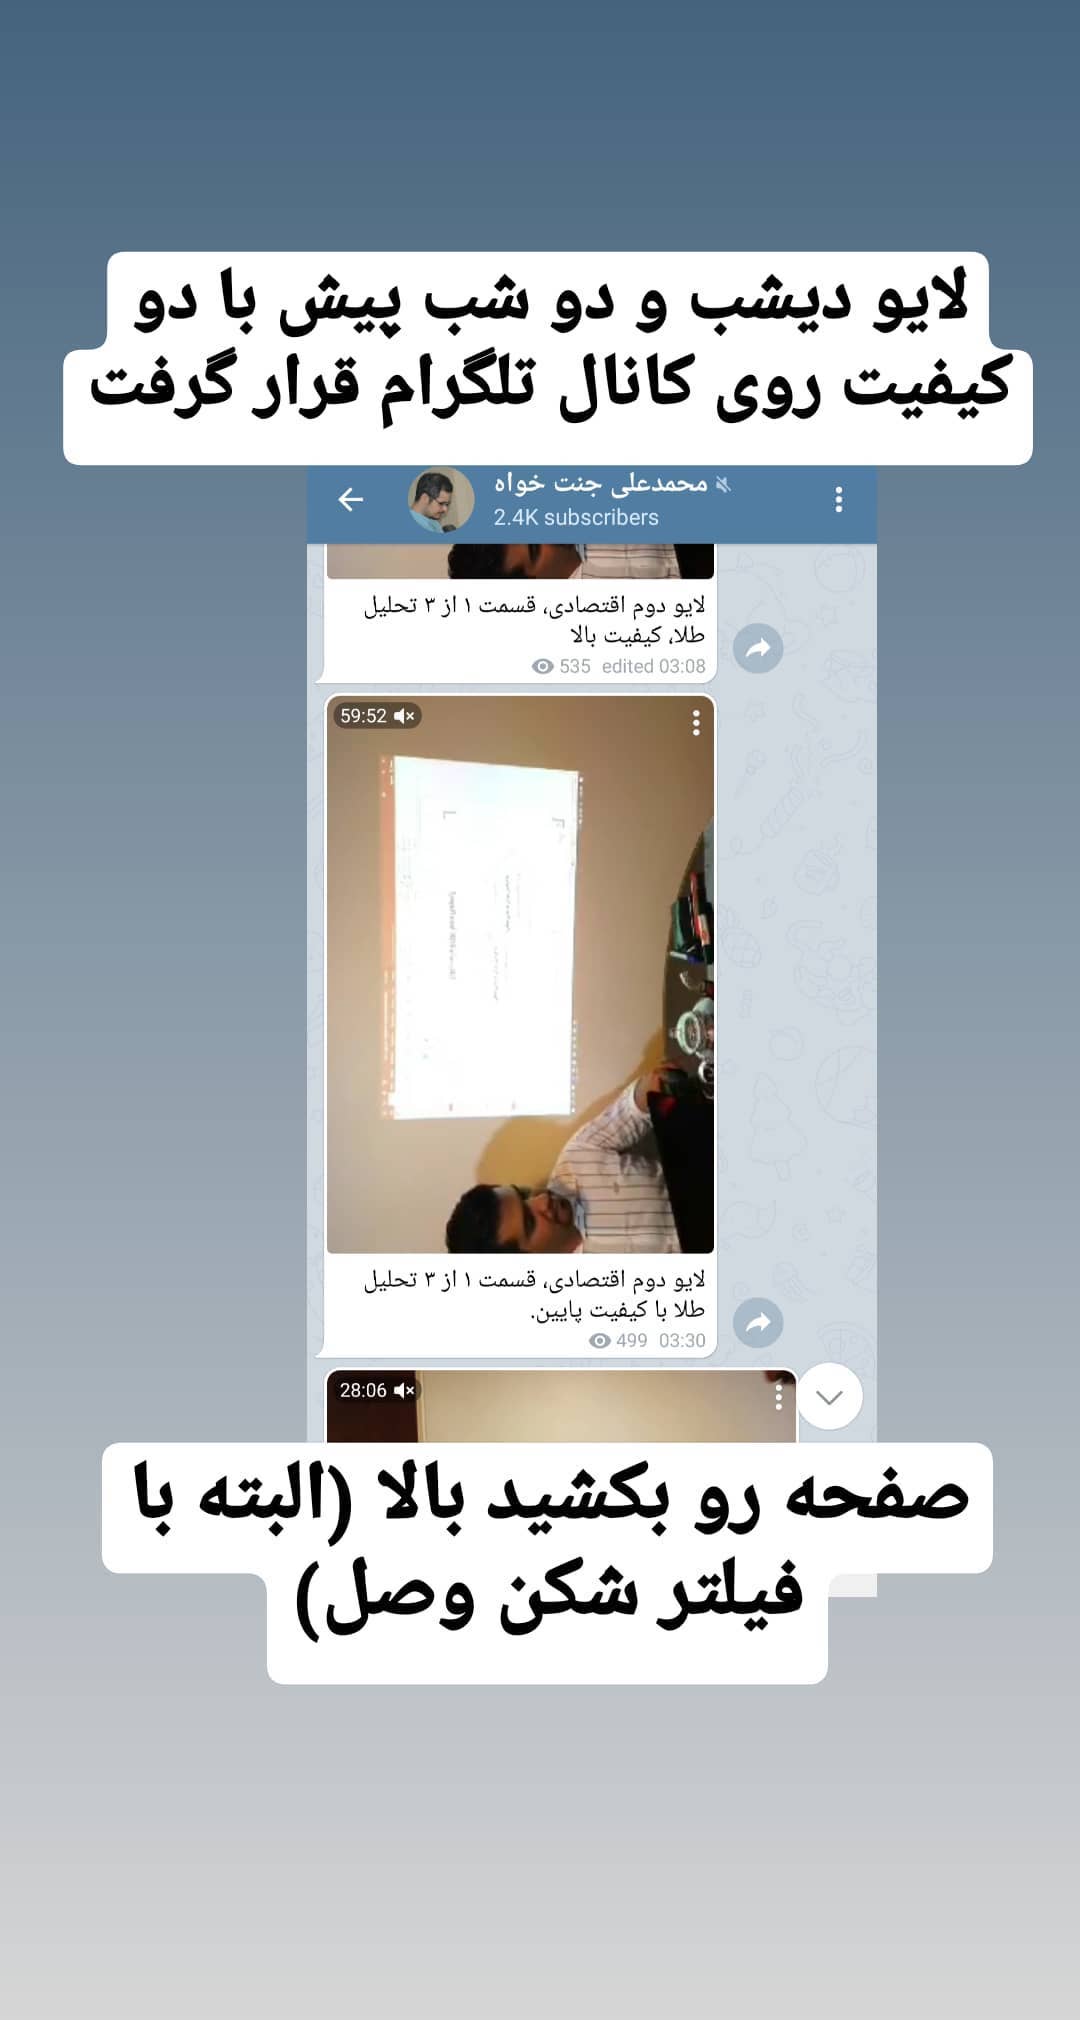 لایو دیشب و دو شب پیش با دو
کیفیت روی کانال تلگرام قرار گرفت
محمدعلی جنت خواه
2.4K subscribers
لایو دوم اقتصادی، قسمت ۱ از ۳ تحلیل
طلا، کیفیت بالا
535 edited 03:08
59:52
لایو دوم اقتصادی، قسمت ۱ از ۳ تحلیل
طلا با کیفیت پایین.
499 03:30
28:06
صفحه رو بکشید بالا (البته با
فیلتر شکن وصل)